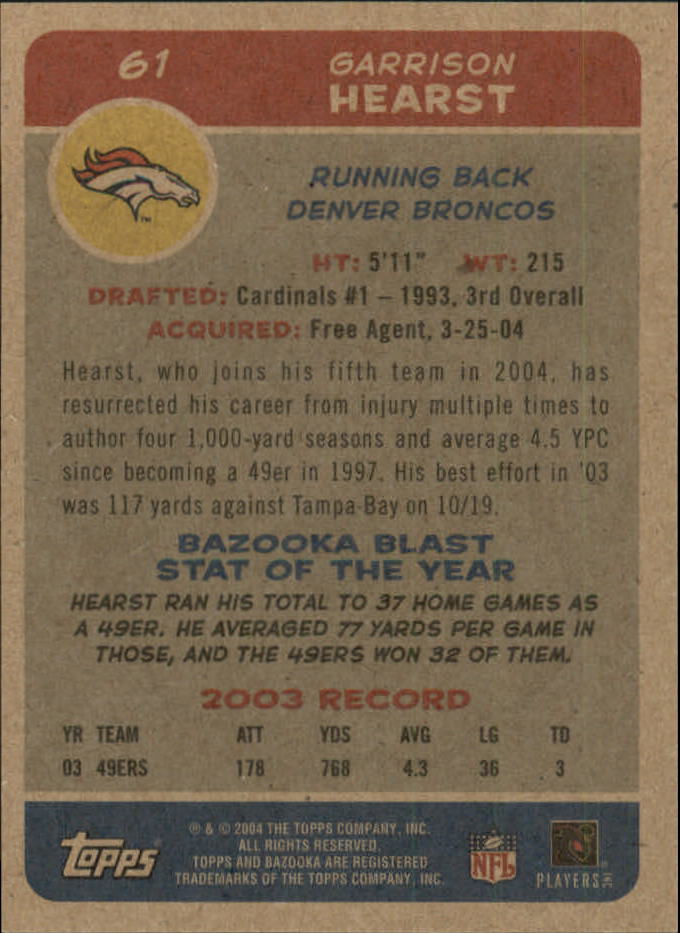 61
GARRISON
HEARST
RUNNING BACK
DENVER BRONCOS
TM
HT: 5'11" WT: 215
DRAFTED: Cardinals #1 – 1993, 3rd Overall
ACQUIRED: Free Agent, 3-25-04
Hearst, who joins his fifth team in 2004, has
resurrected his career from injury multiple times to
author four 1,000-yard seasons and average 4.5 YPC
since becoming a 49er in 1997. His best effort in '03
was 117 yards against Tampa Bay on 10/19.
BAZOOKA BLAST
STAT OF THE YEAR
HEARST RAN HIS TOTAL TO 37 HOME GAMES AS
A 49ER. HE AVERAGED 77 YARDS PER GAME IN
THOSE, AND THE 49ERS WON 32 OF THEM.
2003 RECORD
YR TEAM ATT YDS AVG LG TD
03 49ERS 178 768 4.3 36 3
topps
® & © 2004 THE TOPPS COMPANY, INC.
ALL RIGHTS RESERVED.
TOPPS AND BAZOOKA ARE REGISTERED
TRADEMARKS OF THE TOPPS COMPANY, INC.
NFL
PLAYERS INC